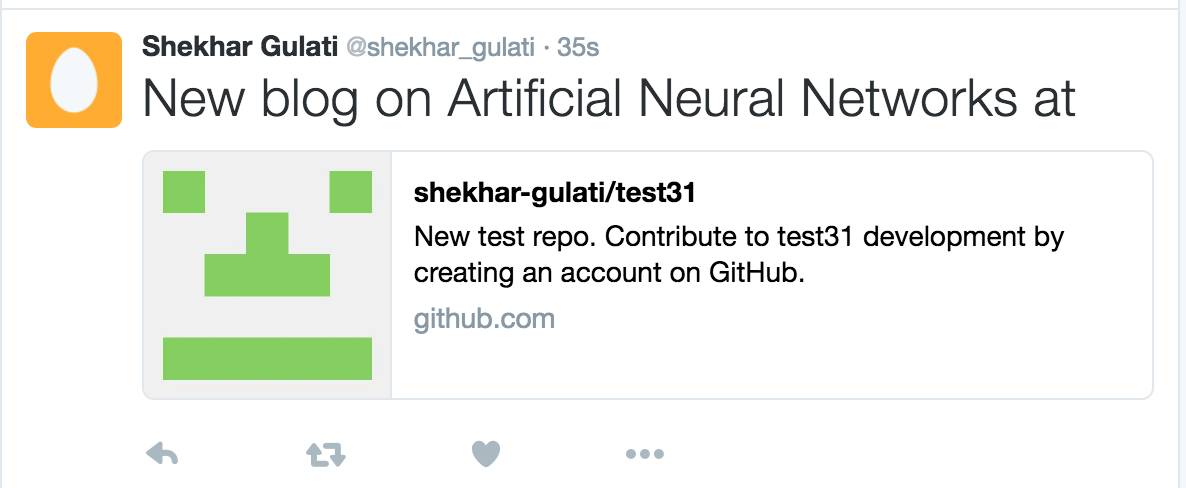 Shekhar Gulati @shekhar_gulati · 35s
New blog on Artificial Neural Networks at
shekhar-gulati/test31
New test repo. Contribute to test31 development by
creating an account on GitHub.
github.com